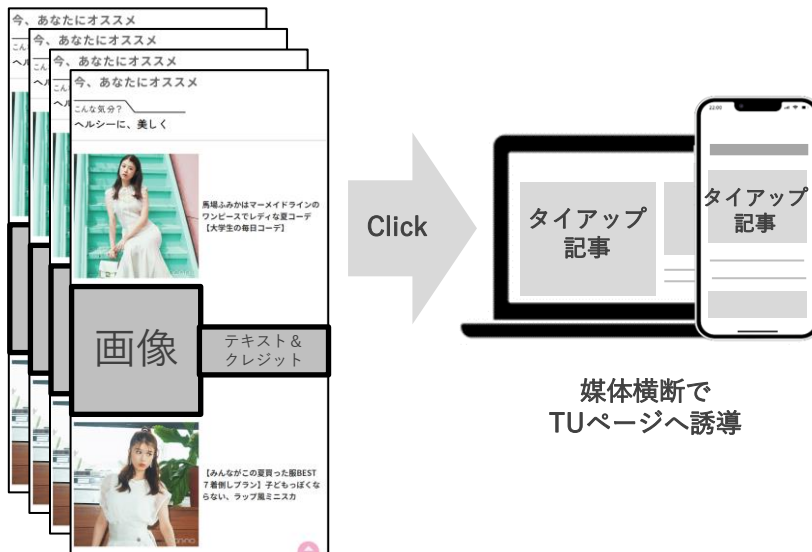 今、あなたにオススメ
今、あなたにオススメ
今、あなたにオススメ
今、あなたにオススメ
こんな気分?
ヘルシーに、美しく
馬場ふみかはマーメイドラインの
ワンピースでレディな夏コーデ
【大学生の毎日コーデ】
画像
テキスト＆
クレジット
【みんながこの夏買った服BEST
7着倒しプラン】子どもっぽくな
らない、ラップ風ミニスカ
Click
タイアップ
記事
タイアップ
記事
媒体横断で
TUページへ誘導